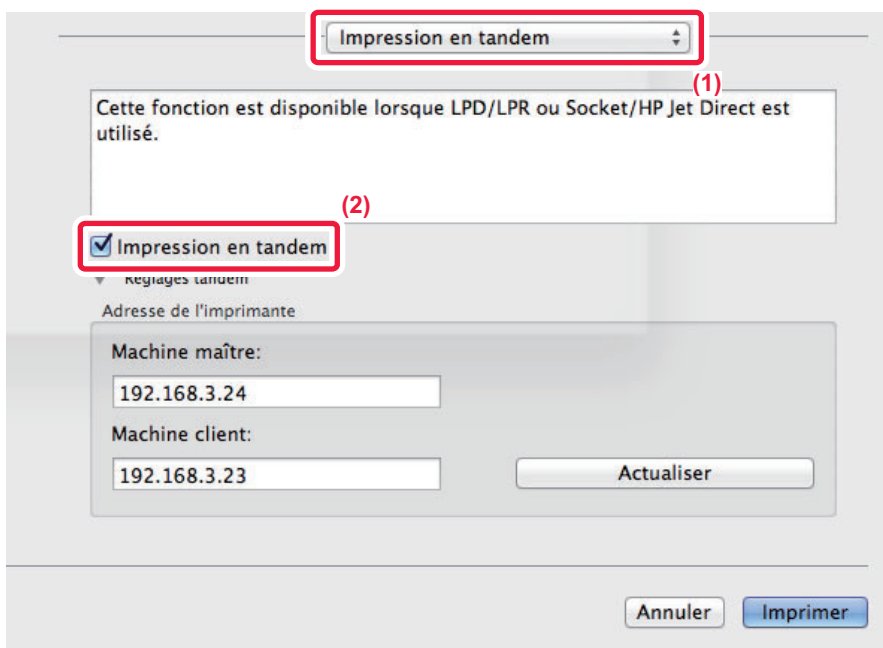 Impression en tandem
(1)
Cette fonction est disponible lorsque LPD/LPR ou Socket/HP Jet Direct est
utilisé.
(2)
Impression en tandem
Réglages tandem
Adresse de l'imprimante
Machine maître:
192.168.3.24
Machine client:
192.168.3.23
Actualiser
Annuler
Imprimer